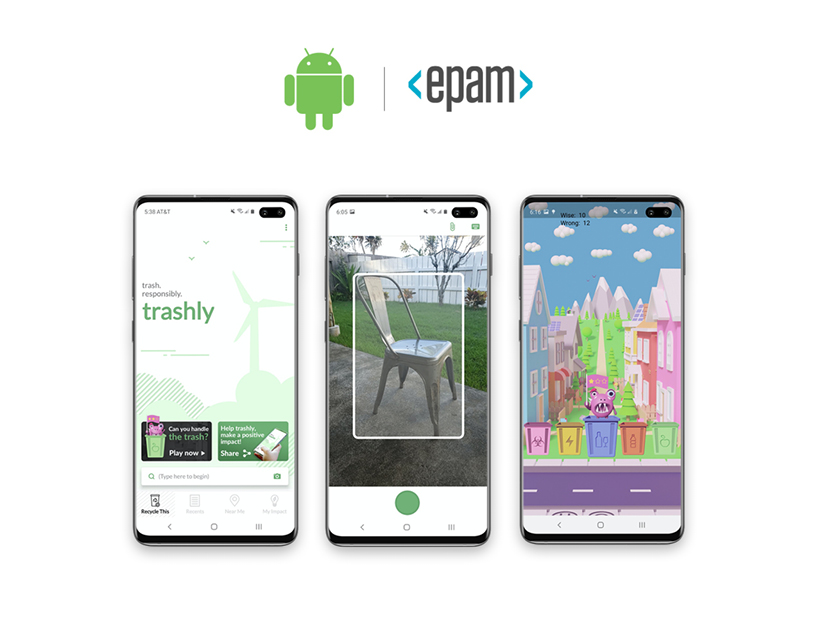 <epam>
5:38 AT&T
trash.
responsibly.
trashly
Can you handle
the trash?
Play now
Help trashly,
make a positive
impact!
Share
(Type here to begin)
Recycle This
Recents
Near Me
My Impact
6:05
6:16
Wise: 10
Wrong: 12